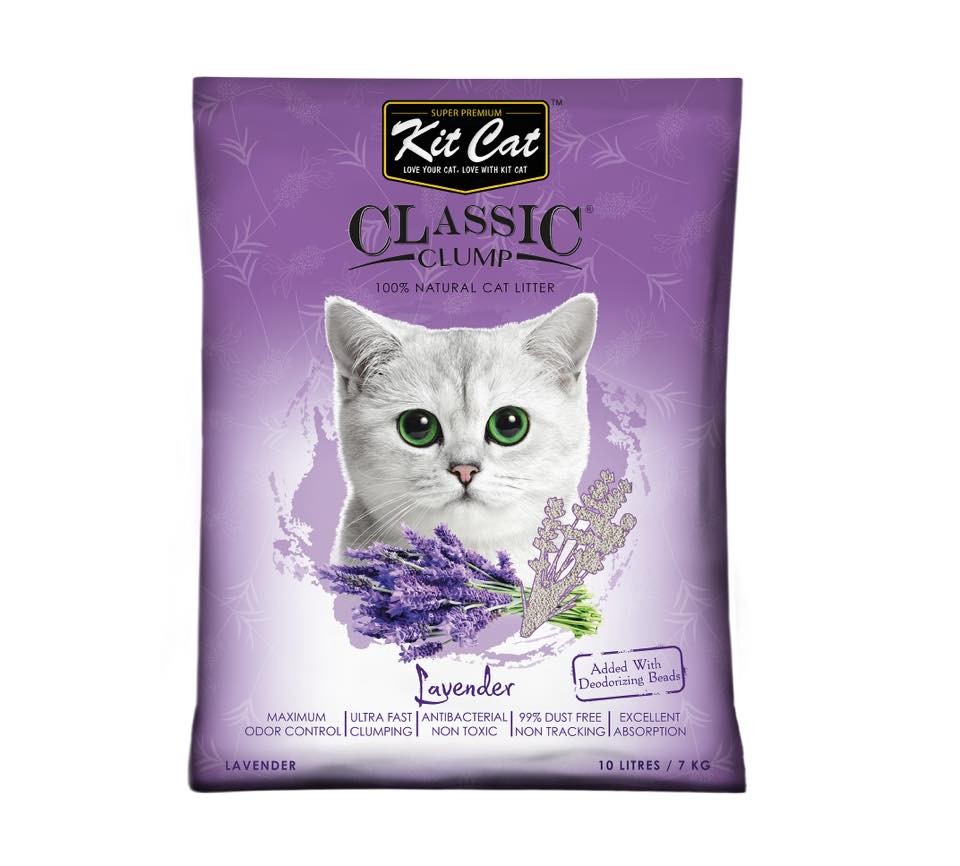 SUPER PREMIUM
Kit Cat
TM
LOVE YOUR CAT, LOVE WITH KIT CAT
CLASSIC®
CLUMP
100% NATURAL CAT LITTER
Lavender
Added With
Deodorizing Beads
MAXIMUM
ODOR CONTROL
ULTRA FAST
CLUMPING
ANTIBACTERIAL
NON TOXIC
99% DUST FREE
NON TRACKING
EXCELLENT
ABSORPTION
LAVENDER
10 LITRES / 7 KG